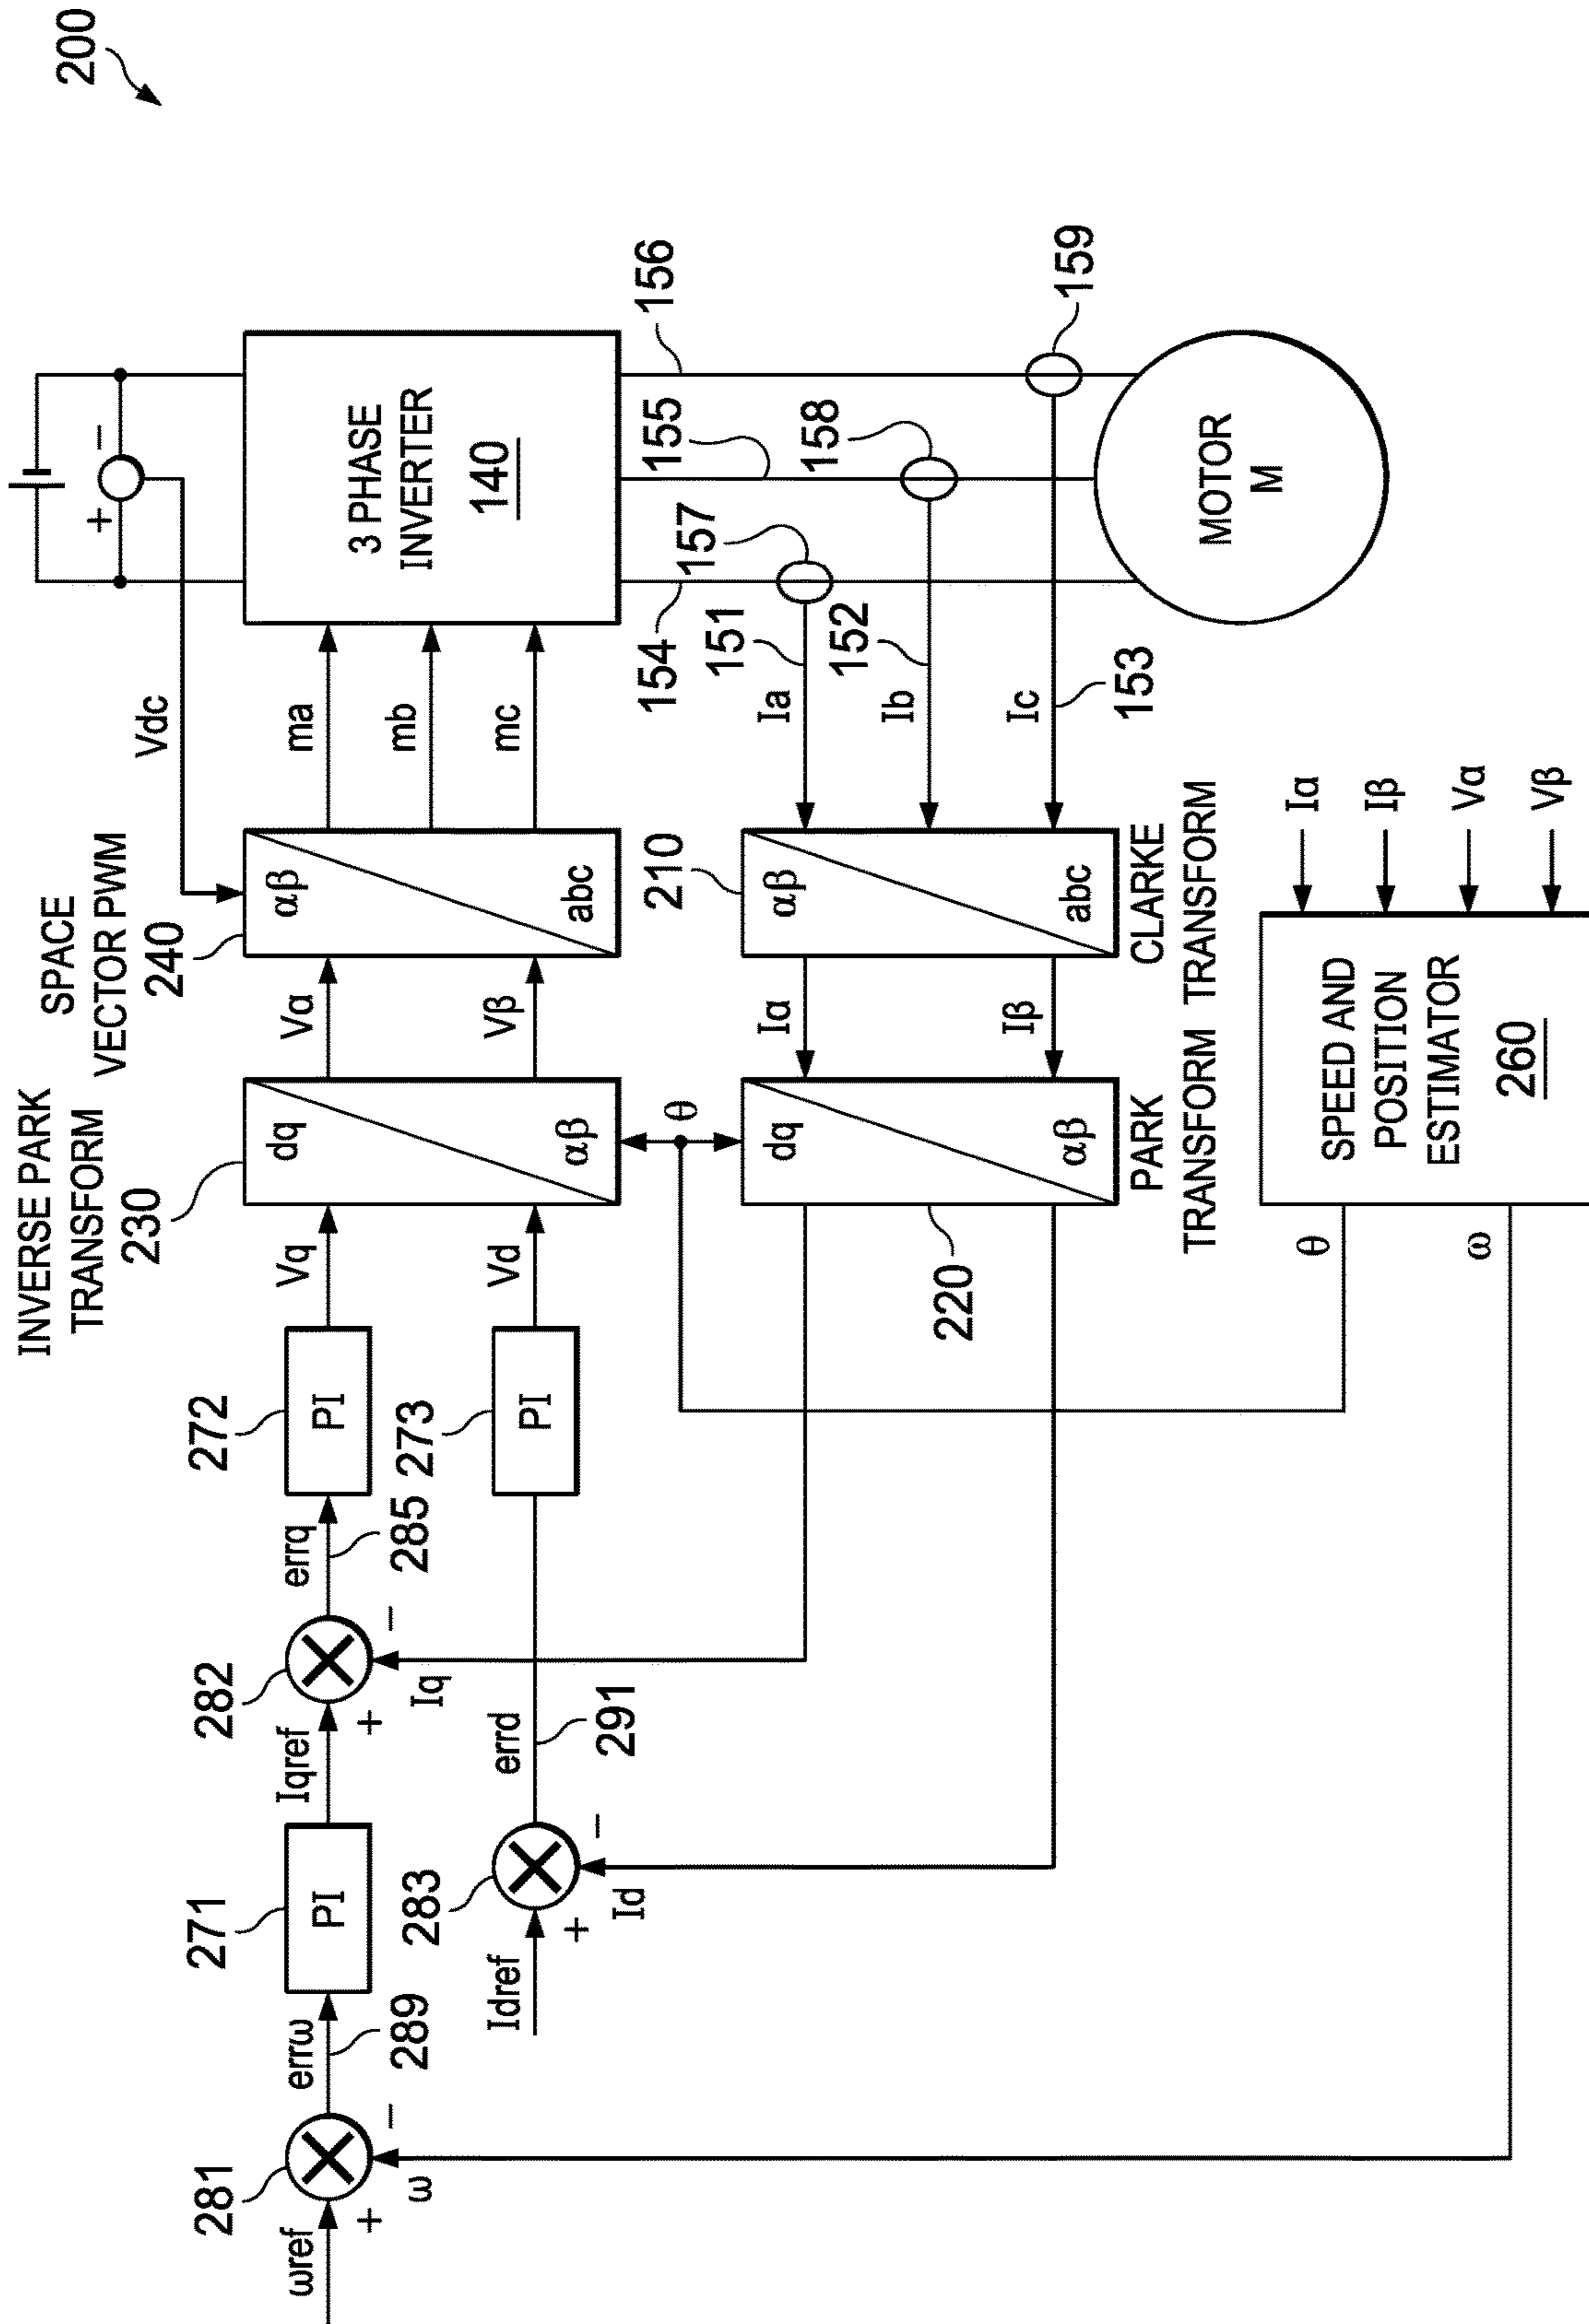 200
INVERSE PARK
TRANSFORM
230
SPACE
VECTOR PWM
240
Vdc
+
−
ωref
+
281
−
ω
errω
289
271
PI
Iqref
+
282
−
Iq
errq
285
272
PI
Vq
dq
αβ
Vα
Vβ
αβ
abc
ma
mb
mc
3 PHASE
INVERTER
140
Idref
+
283
−
Id
errd
291
273
PI
Vd
θ
154
155
156
157
158
159
151
152
153
Ia
Ib
Ic
210
αβ
abc
CLARKE
TRANSFORM
Iα
Iβ
dq
αβ
220
PARK
TRANSFORM
MOTOR
M
Iα
Iβ
Vα
Vβ
SPEED AND
POSITION
ESTIMATOR
260
θ
ω